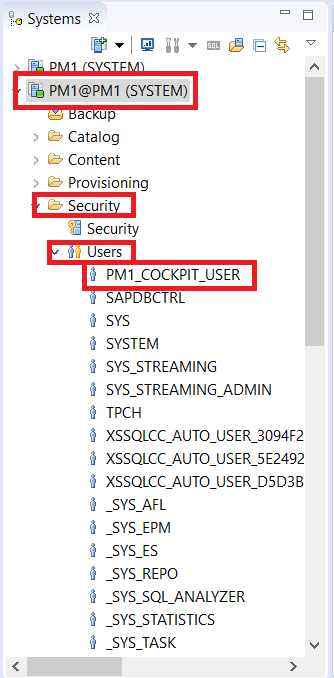 Systems
SQL
PM1 (SYSTEM)
PM1@PM1 (SYSTEM)
Backup
Catalog
Content
Provisioning
Security
Security
Users
PM1_COCKPIT_USER
SAPDBCTRL
SYS
SYSTEM
SYS_STREAMING
SYS_STREAMING_ADMIN
TPCH
XSSQLCC_AUTO_USER_3094F2
XSSQLCC_AUTO_USER_5E2492
XSSQLCC_AUTO_USER_D5D3B
_SYS_AFL
_SYS_EPM
_SYS_ES
_SYS_REPO
_SYS_SQL_ANALYZER
_SYS_STATISTICS
_SYS_TASK